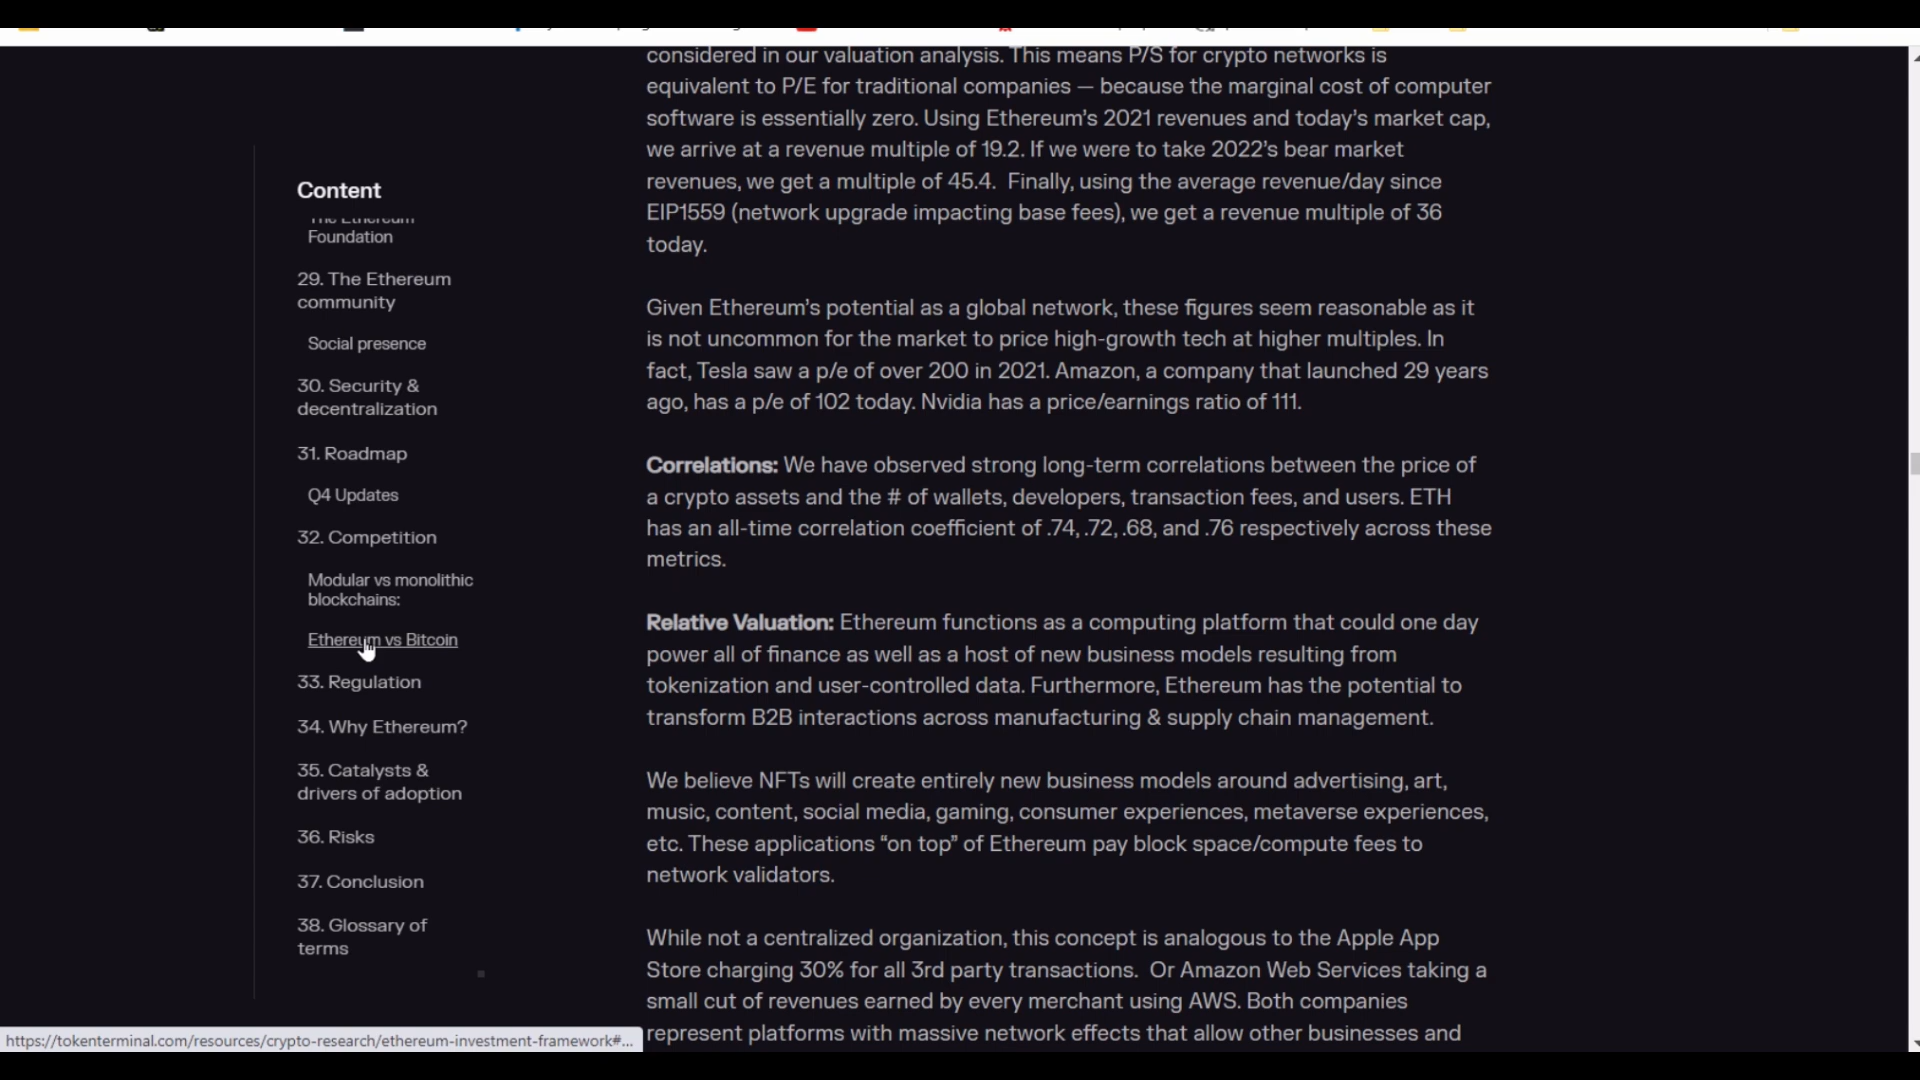 Content
The Ethereum
Foundation
29. The Ethereum
community
Social presence
30. Security &
decentralization
31. Roadmap
Q4 Updates
32. Competition
Modular vs monolithic
blockchains:
Ethereum vs Bitcoin
33. Regulation
34. Why Ethereum?
35. Catalysts &
drivers of adoption
36. Risks
37. Conclusion
38. Glossary of
terms
considered in our valuation analysis. This means P/S for crypto networks is
equivalent to P/E for traditional companies — because the marginal cost of computer
software is essentially zero. Using Ethereum's 2021 revenues and today's market cap,
we arrive at a revenue multiple of 19.2. If we were to take 2022's bear market
revenues, we get a multiple of 45.4.  Finally, using the average revenue/day since
EIP1559 (network upgrade impacting base fees), we get a revenue multiple of 36
today.
Given Ethereum's potential as a global network, these figures seem reasonable as it
is not uncommon for the market to price high-growth tech at higher multiples. In
fact, Tesla saw a p/e of over 200 in 2021. Amazon, a company that launched 29 years
ago, has a p/e of 102 today. Nvidia has a price/earnings ratio of 111.
Correlations: We have observed strong long-term correlations between the price of
a crypto assets and the # of wallets, developers, transaction fees, and users. ETH
has an all-time correlation coefficient of .74, .72, .68, and .76 respectively across these
metrics.
Relative Valuation: Ethereum functions as a computing platform that could one day
power all of finance as well as a host of new business models resulting from
tokenization and user-controlled data. Furthermore, Ethereum has the potential to
transform B2B interactions across manufacturing & supply chain management.
We believe NFTs will create entirely new business models around advertising, art,
music, content, social media, gaming, consumer experiences, metaverse experiences,
etc. These applications “on top” of Ethereum pay block space/compute fees to
network validators.
While not a centralized organization, this concept is analogous to the Apple App
Store charging 30% for all 3rd party transactions.  Or Amazon Web Services taking a
small cut of revenues earned by every merchant using AWS. Both companies
represent platforms with massive network effects that allow other businesses and
https://tokenterminal.com/resources/crypto-research/ethereum-investment-framework#...